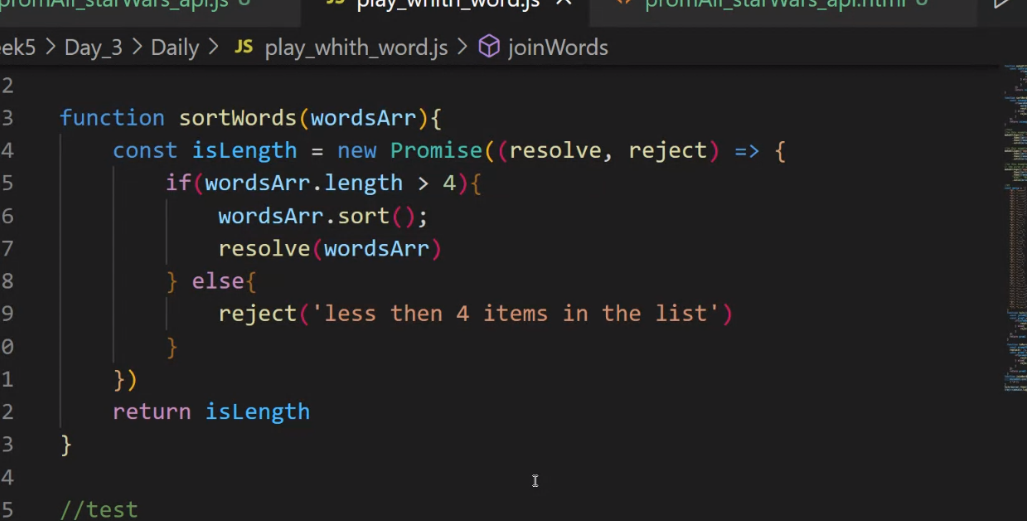 promAll_starWars_api.js
play_whith_word.js
promAll_starWars_api.html
eek5 > Day_3 > Daily > JS play_whith_word.js > joinWords
2
3 function sortWords(wordsArr){
4 const isLength = new Promise((resolve, reject) => {
5 if(wordsArr.length > 4){
6 wordsArr.sort();
7 resolve(wordsArr)
8 } else{
9 reject('less then 4 items in the list')
0 }
1 })
2 return isLength
3 }
4
5 //test